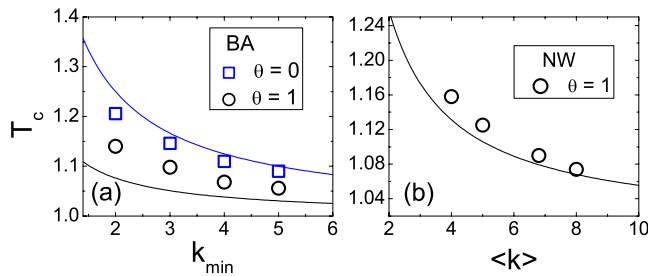 BA
θ = 0
θ = 1
(a)
T_c
1.4
1.3
1.2
1.1
1.0
2 3 4 5 6
k_min
NW
θ = 1
(b)
1.24
1.20
1.16
1.12
1.08
1.04
2 4 6 8 10
<k>